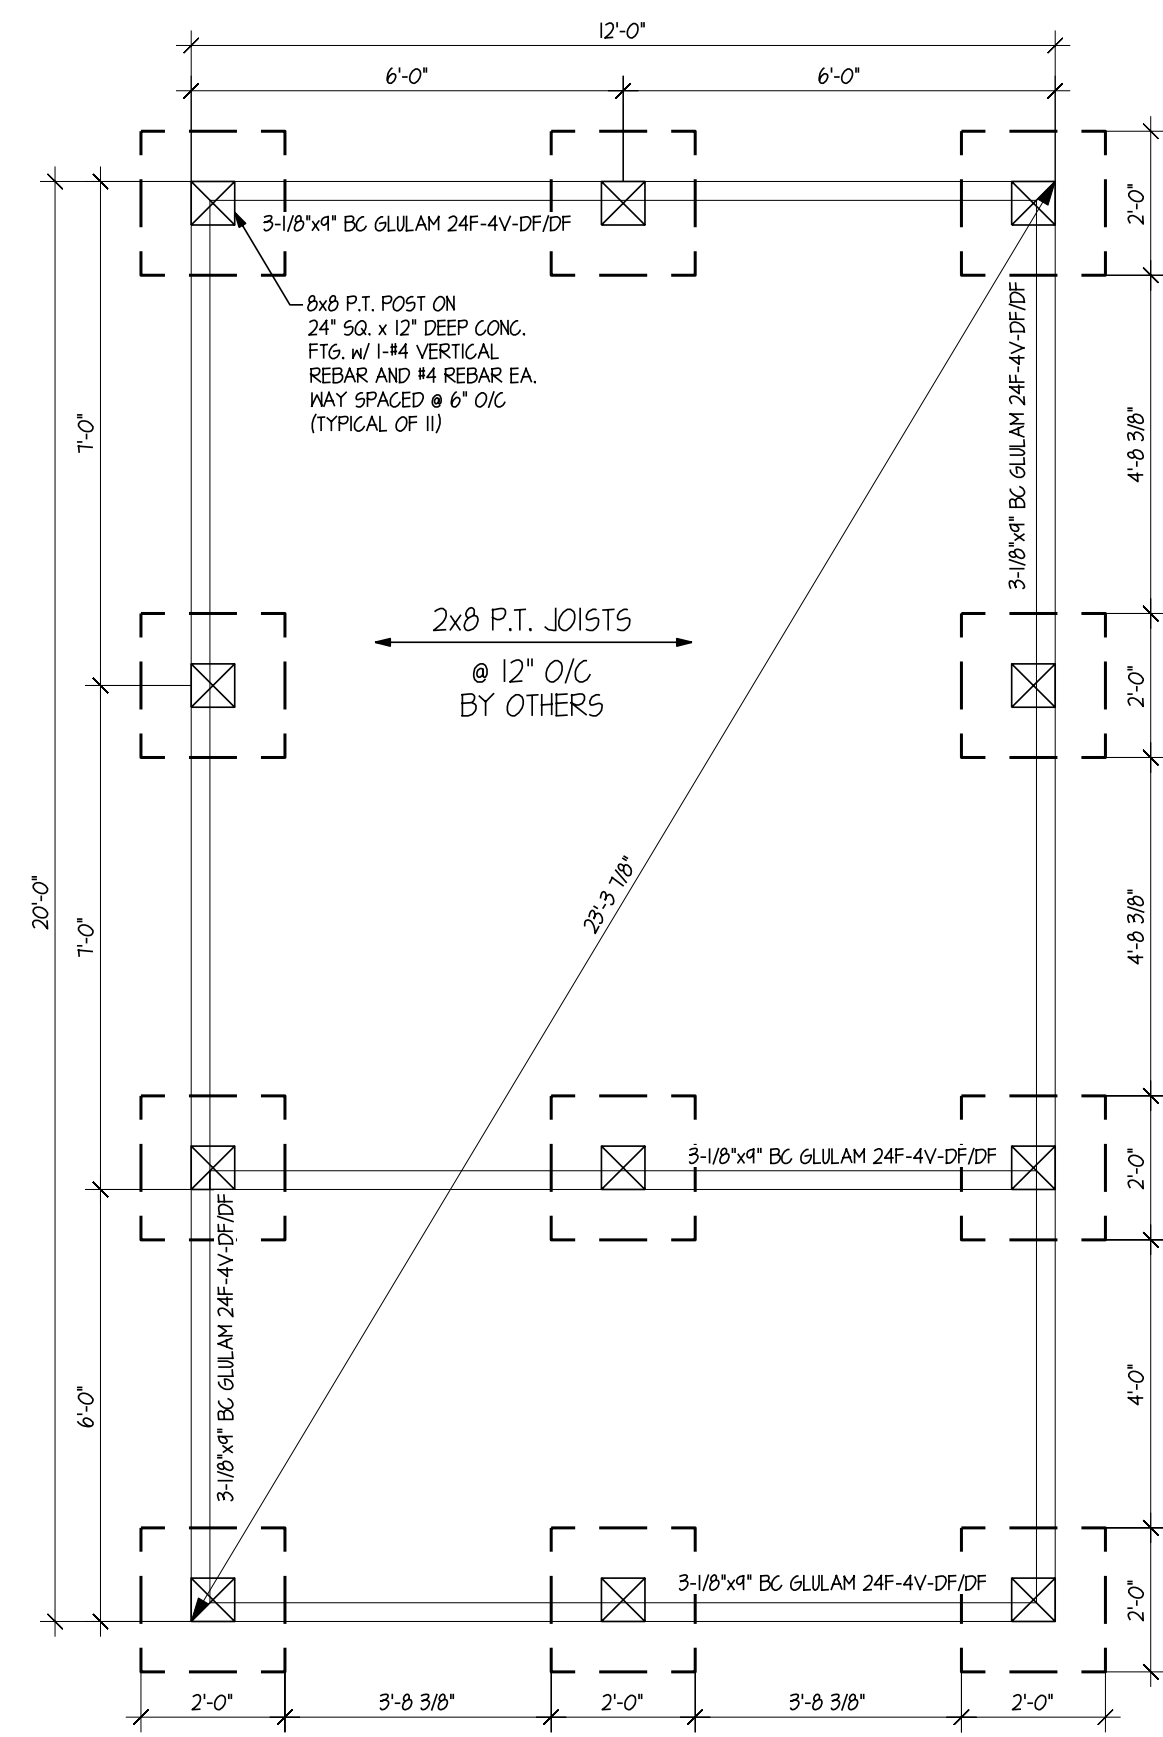 12'-0"
6'-0"
6'-0"
2'-0"
3-1/8"x9" BC GLULAM 24F-4V-DF/DF
8x8 P.T. POST ON
24" SQ. x 12" DEEP CONC.
FTG. w/ 1-#4 VERTICAL
REBAR AND #4 REBAR EA.
WAY SPACED @ 6" O/C
(TYPICAL OF 11)
3-1/8"x9" BC GLULAM 24F-4V-DF/DF
7'-0"
4'-8 3/8"
2x8 P.T. JOISTS
@ 12" O/C
BY OTHERS
2'-0"
20'-0"
7'-0"
23'-3 7/8"
4'-8 3/8"
3-1/8"x9" BC GLULAM 24F-4V-DF/DF
2'-0"
3-1/8"x9" BC GLULAM 24F-4V-DF/DF
6'-0"
4'-0"
3-1/8"x9" BC GLULAM 24F-4V-DF/DF
2'-0"
2'-0"
3'-8 3/8"
2'-0"
3'-8 3/8"
2'-0"